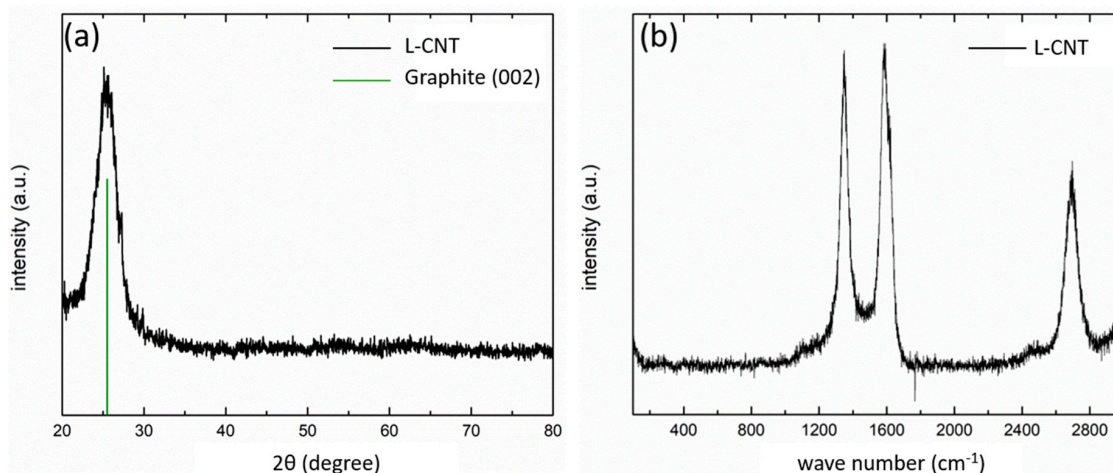 (a)
L-CNT
Graphite (002)
intensity (a.u.)
20 30 40 50 60 70 80
2θ (degree)
(b)
L-CNT
intensity (a.u.)
400 800 1200 1600 2000 2400 2800
wave number (cm⁻¹)